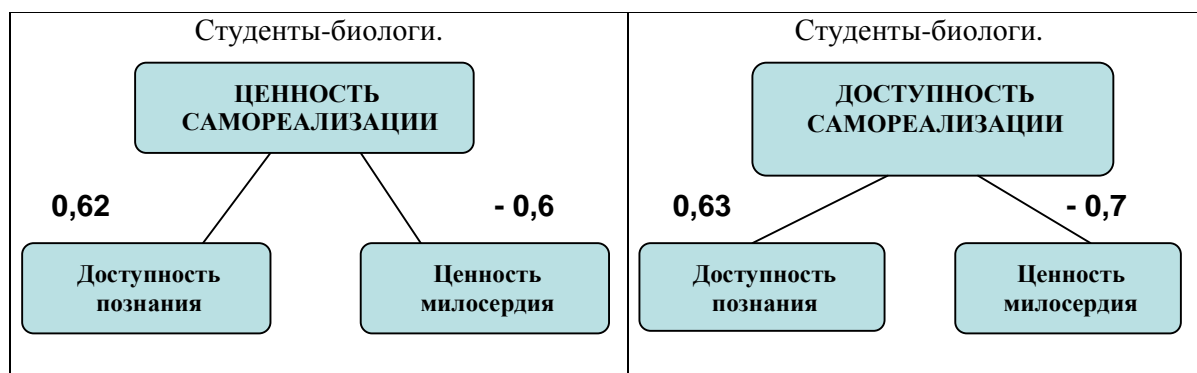 Студенты-биологи.
ЦЕННОСТЬ
САМОРЕАЛИЗАЦИИ
0,62
- 0,6
Доступность
познания
Ценность
милосердия
Студенты-биологи.
ДОСТУПНОСТЬ
САМОРЕАЛИЗАЦИИ
0,63
- 0,7
Доступность
познания
Ценность
милосердия